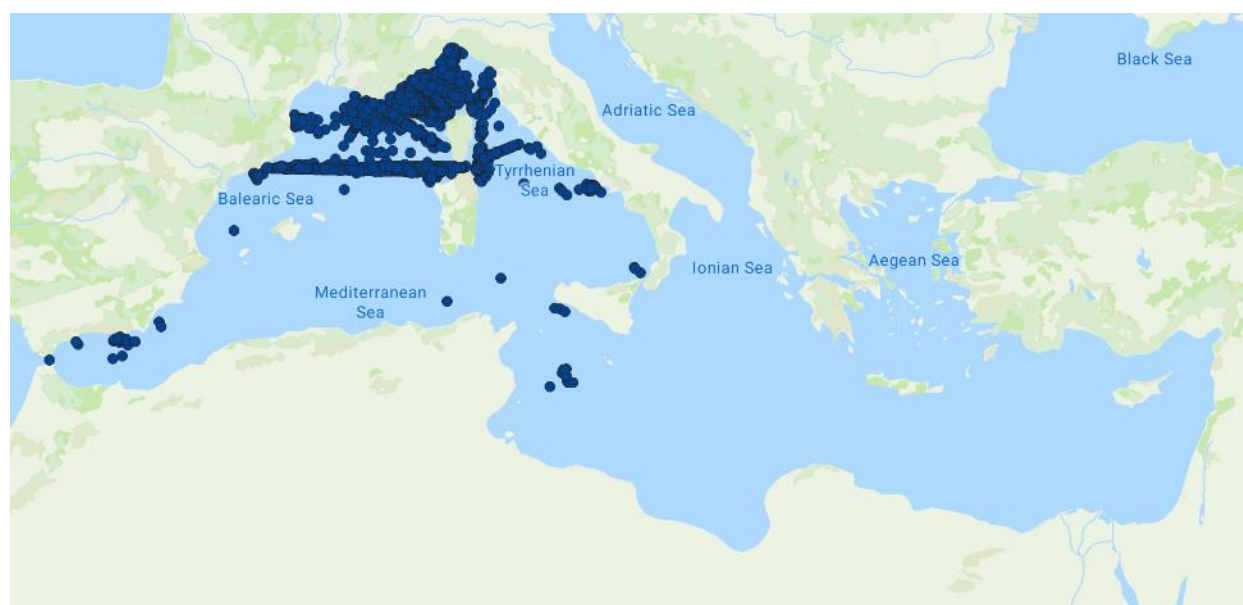 Black Sea
Adriatic Sea
Tyrrhenian
Sea
Balearic Sea
Aegean Sea
Ionian Sea
Mediterranean
Sea